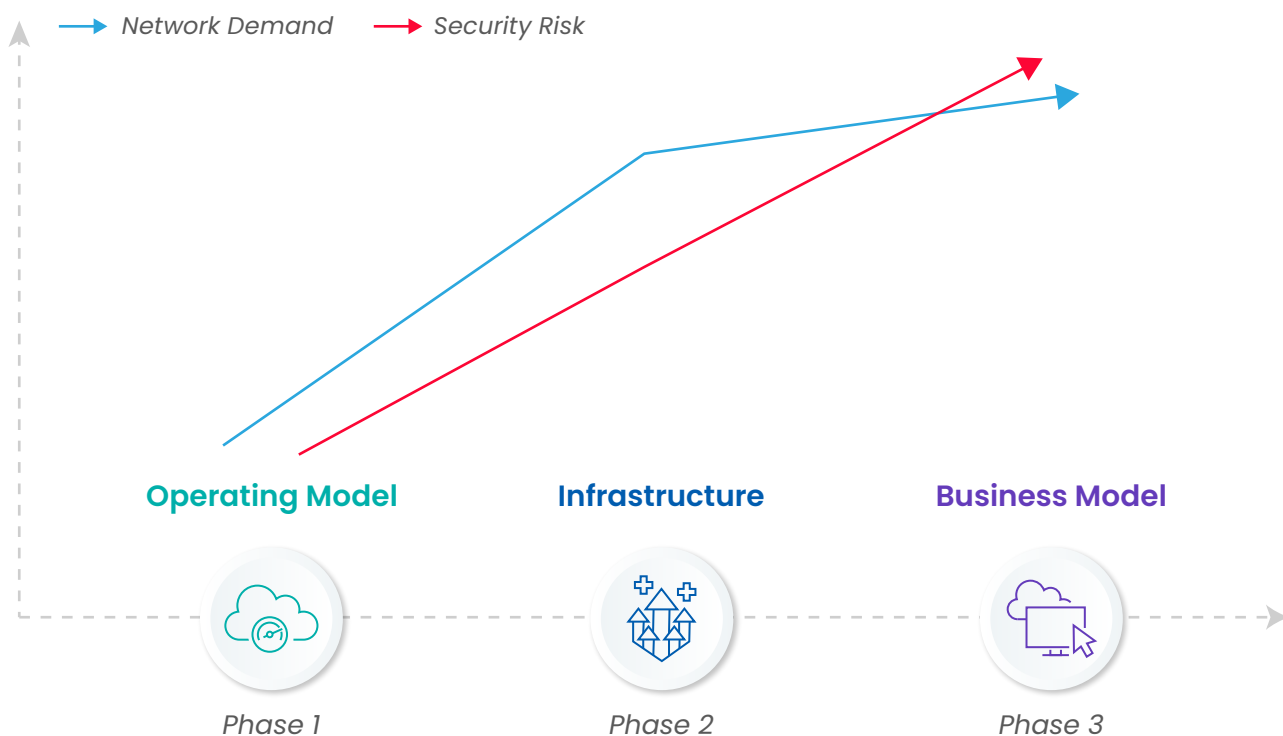 Network Demand Security Risk
Operating Model Infrastructure Business Model
Phase 1 Phase 2 Phase 3